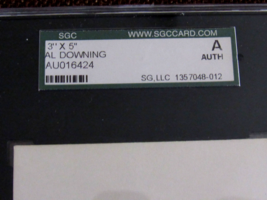 SGC WWW.SGCCARD.COM
3" X 5" A
AL DOWNING AUTH
AU016424
SG, LLC 1357048-012